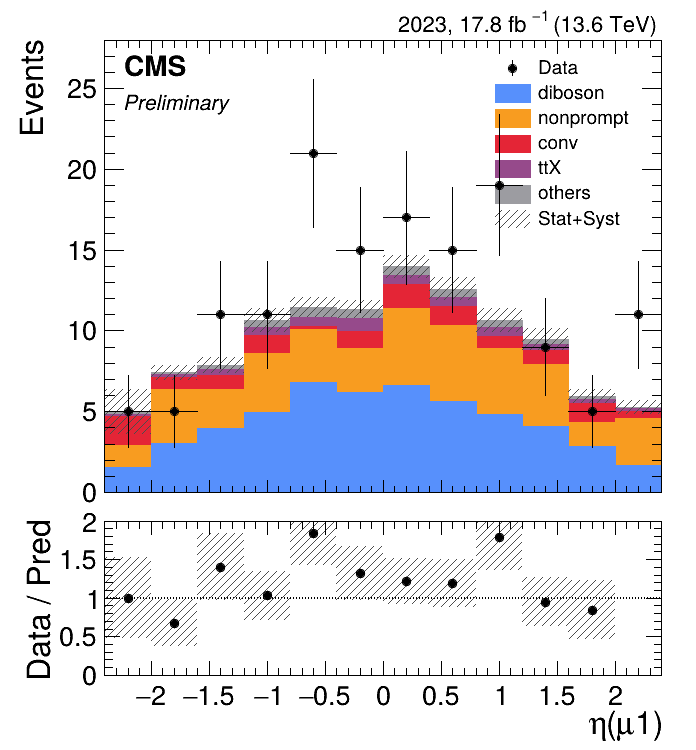 2023, 17.8 fb⁻¹ (13.6 TeV)
CMS
Preliminary
Events
25
20
15
10
5
0
Data
diboson
nonprompt
conv
ttX
others
Stat+Syst
Data / Pred
2
1.5
1
0.5
0
−2 −1.5 −1 −0.5 0 0.5 1 1.5 2
η(μ1)